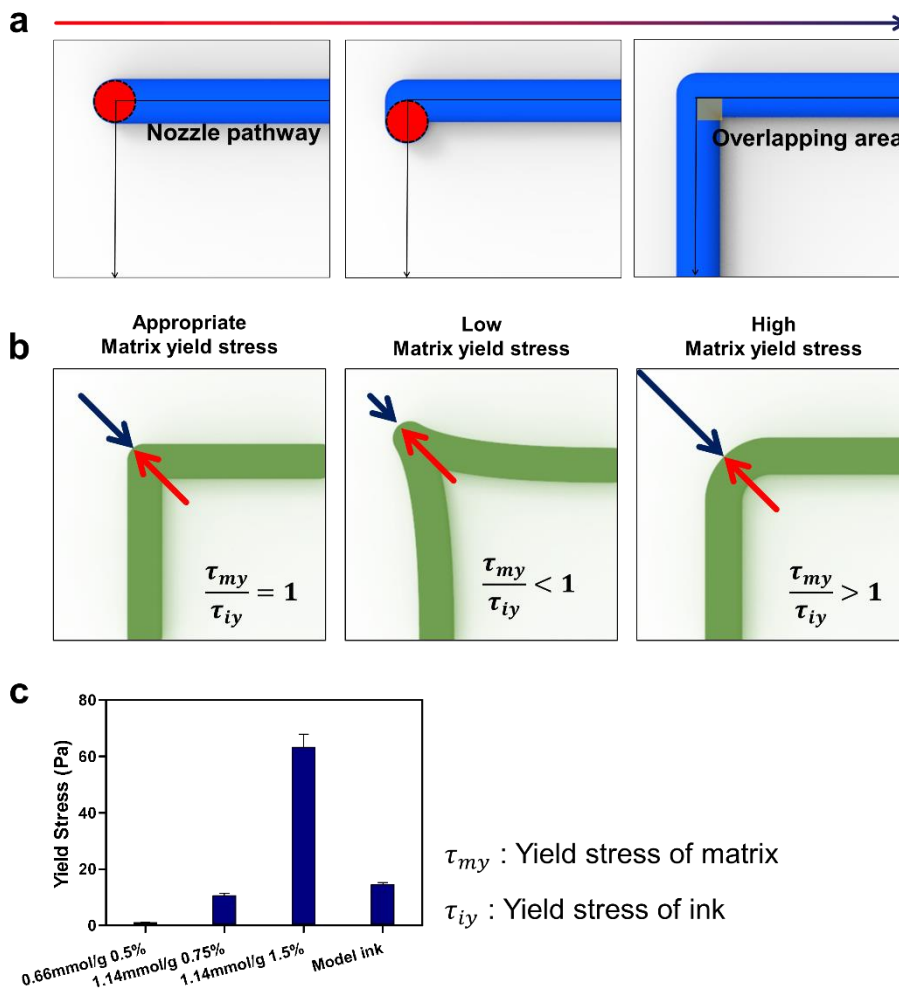 a
Nozzle pathway
Overlapping area
b
Appropriate
Matrix yield stress
Low
Matrix yield stress
High
Matrix yield stress
τmy/τiy = 1
τmy/τiy < 1
τmy/τiy > 1
c
Yield Stress (Pa)
80
60
40
20
0
0.66mmol/g 0.5%
1.14mmol/g 0.75%
1.14mmol/g 1.5%
Model ink
τmy : Yield stress of matrix
τiy : Yield stress of ink